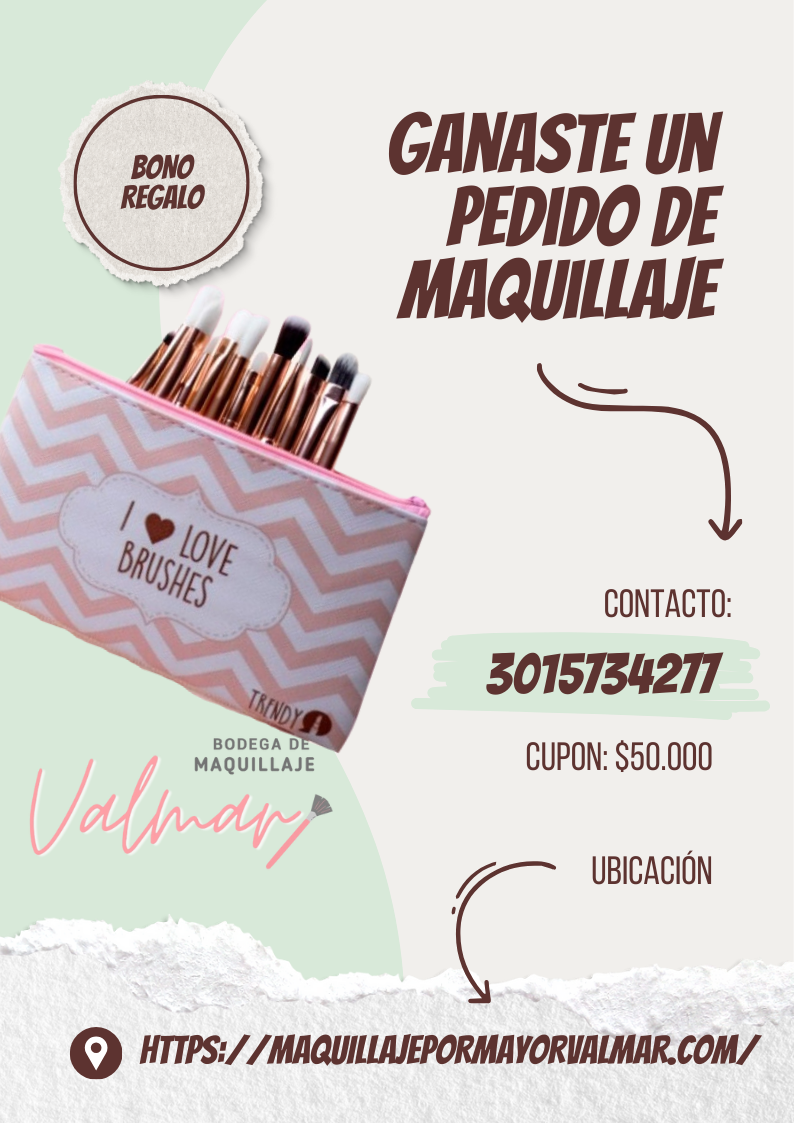 BONO
REGALO
GANASTE UN
PEDIDO DE
MAQUILLAJE
I ♥ LOVE
BRUSHES
TRENDY
CONTACTO:
3015734277
CUPON: $50.000
BODEGA DE
MAQUILLAJE
Valmar
UBICACIÓN
HTTPS://MAQUILLAJEPORMAYORVALMAR.COM/